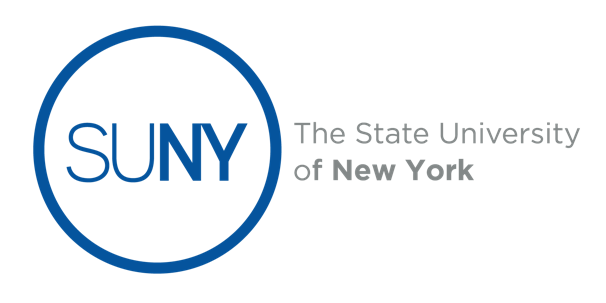 SUNY
The State University
of New York